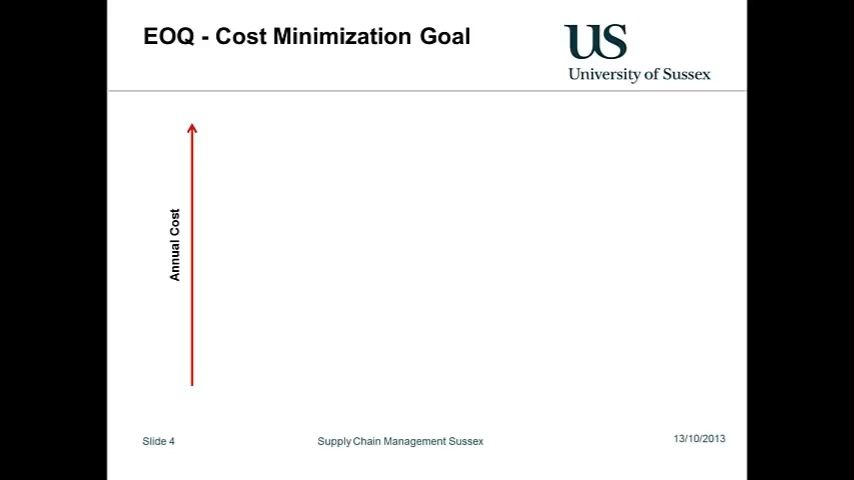 EOQ - Cost Minimization Goal
US
University of Sussex
Annual Cost
Slide 4
Supply Chain Management Sussex
13/10/2013